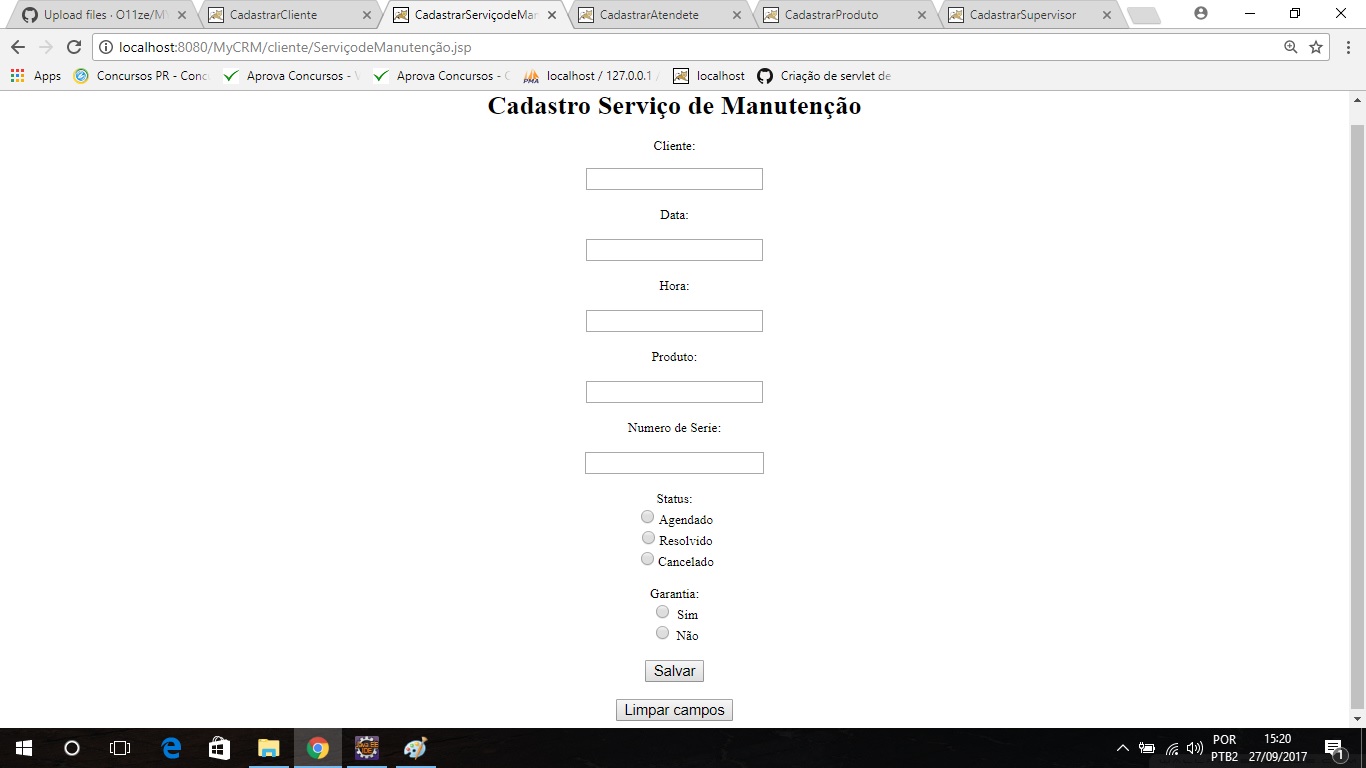 Upload files · O11ze/MY
CadastrarCliente
CadastrarServiçodeMan
CadastrarAtendete
CadastrarProduto
CadastrarSupervisor
localhost:8080/MyCRM/cliente/ServiçodeManutenção.jsp
Apps
Concursos PR - Conc
Aprova Concursos - V
Aprova Concursos - C
PMA
localhost / 127.0.0.1 /
localhost
Criação de servlet de
Cadastro Serviço de Manutenção
Cliente:
Data:
Hora:
Produto:
Numero de Serie:
Status:
Agendado
Resolvido
Cancelado
Garantia:
Sim
Não
Salvar
Limpar campos
POR
PTB2
15:20
27/09/2017
1